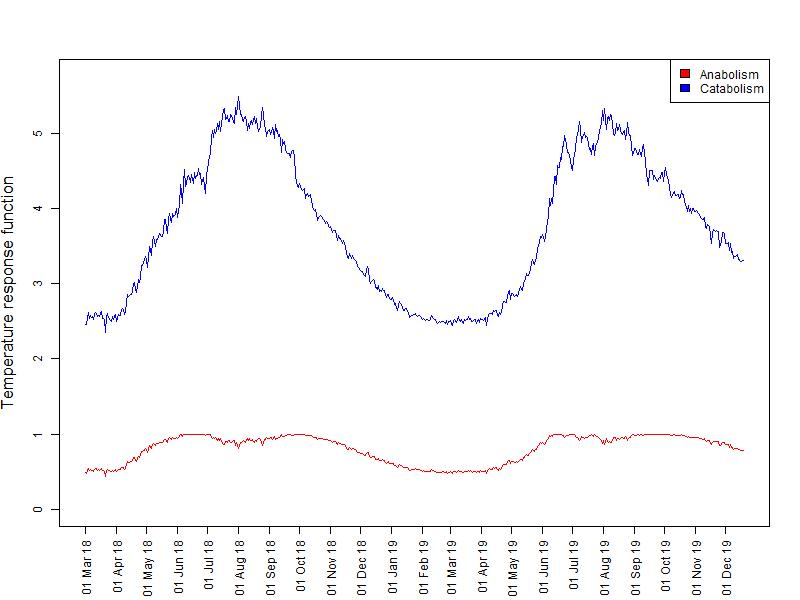 Anabolism
Catabolism
Temperature response function
5
4
3
2
1
0
01 Mar 18
01 Apr 18
01 May 18
01 Jun 18
01 Jul 18
01 Aug 18
01 Sep 18
01 Oct 18
01 Nov 18
01 Dec 18
01 Jan 19
01 Feb 19
01 Mar 19
01 Apr 19
01 May 19
01 Jun 19
01 Jul 19
01 Aug 19
01 Sep 19
01 Oct 19
01 Nov 19
01 Dec 19